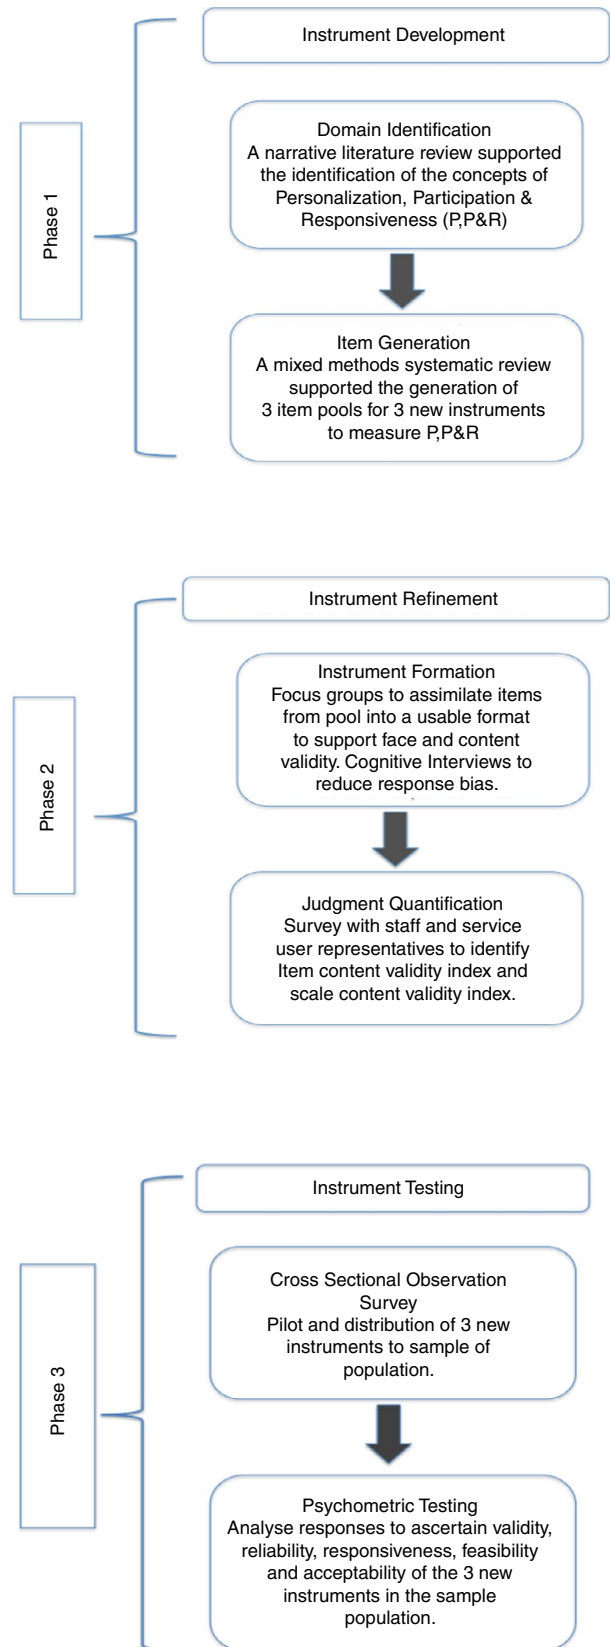 Phase 1
Instrument Development
Domain Identification
A narrative literature review supported
the identification of the concepts of
Personalization, Participation &
Responsiveness (P,P&R)
Item Generation
A mixed methods systematic review
supported the generation of
3 item pools for 3 new instruments
to measure P,P&R
Phase 2
Instrument Refinement
Instrument Formation
Focus groups to assimilate items
from pool into a usable format
to support face and content
validity. Cognitive Interviews to
reduce response bias.
Judgment Quantification
Survey with staff and service
user representatives to identify
Item content validity index and
scale content validity index.
Phase 3
Instrument Testing
Cross Sectional Observation
Survey
Pilot and distribution of 3 new
instruments to sample of
population.
Psychometric Testing
Analyse responses to ascertain validity,
reliability, responsiveness, feasibility
and acceptability of the 3 new
instruments in the sample
population.